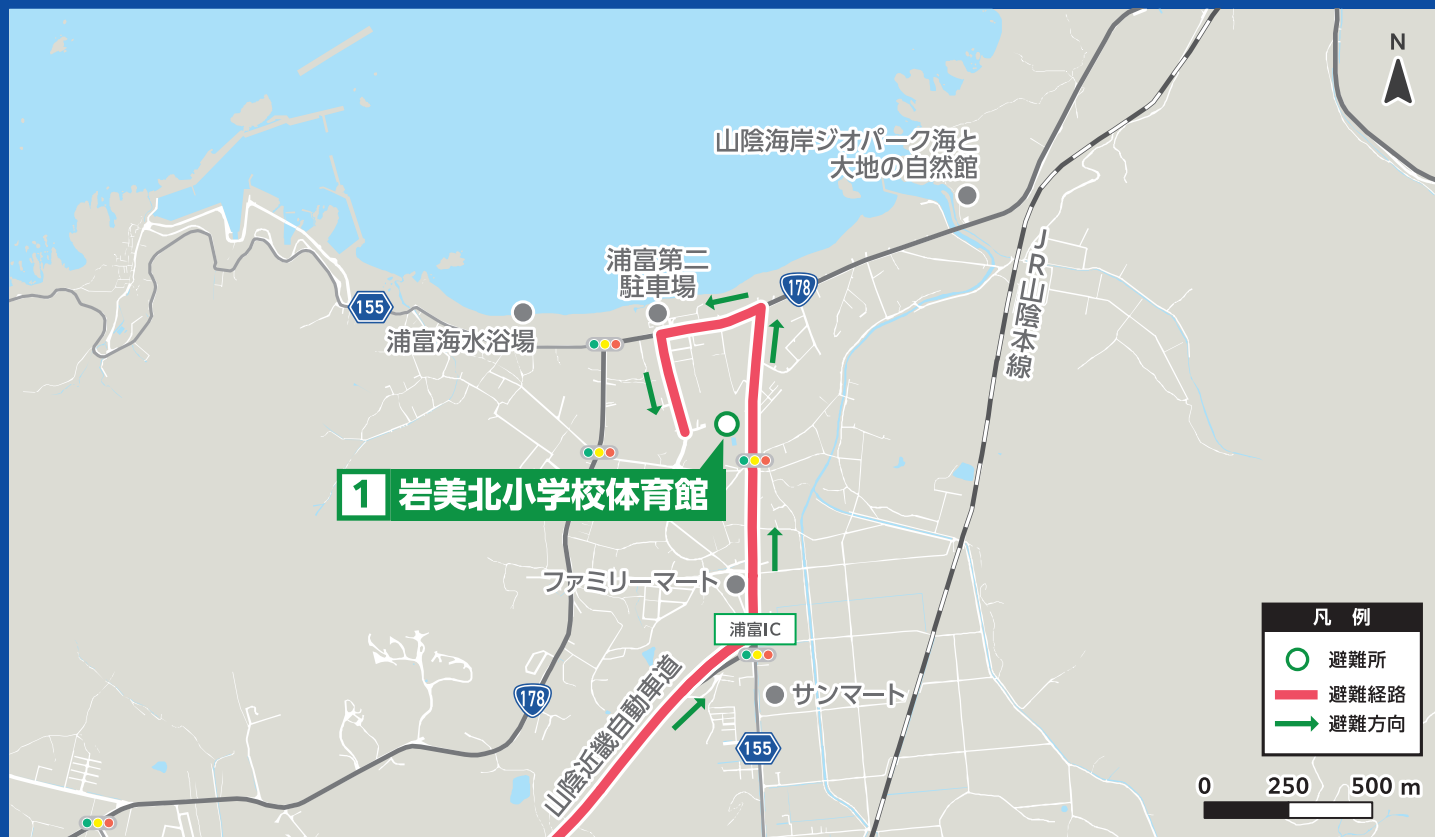 N
山陰海岸ジオパーク海と
大地の自然館
浦富第二
駐車場
178
155
浦富海水浴場
JR山陰本線
1 岩美北小学校体育館
ファミリーマート
浦富IC
山陰近畿自動車道
サンマート
178
155
凡 例
避難所
避難経路
避難方向
0 250 500 m